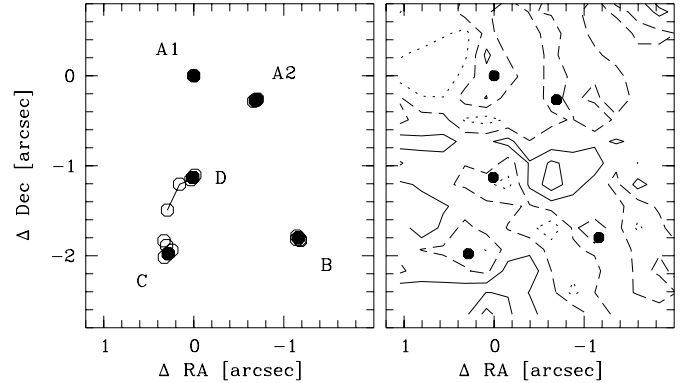 A1
A2
D
B
C
0
−1
−2
Δ Dec [arcsec]
1 0 −1
1 0 −1
Δ RA [arcsec]
Δ RA [arcsec]